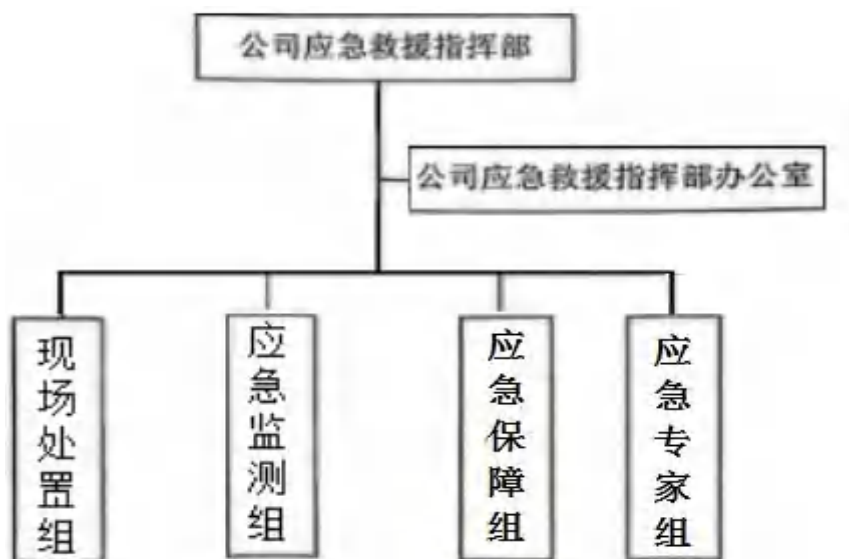 公司应急救援指挥部
公司应急救援指挥部办公室
现场处置组
应急监测组
应急保障组
应急专家组